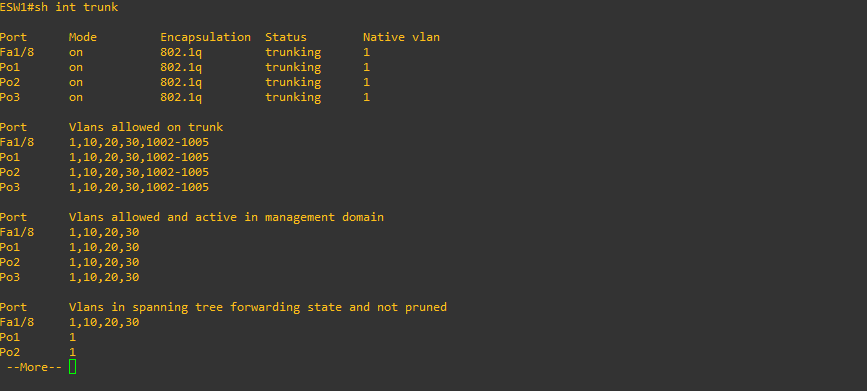 ESW1#sh int trunk
Port Mode Encapsulation Status Native vlan
Fa1/8 on 802.1q trunking 1
Po1 on 802.1q trunking 1
Po2 on 802.1q trunking 1
Po3 on 802.1q trunking 1
Port Vlans allowed on trunk
Fa1/8 1,10,20,30,1002-1005
Po1 1,10,20,30,1002-1005
Po2 1,10,20,30,1002-1005
Po3 1,10,20,30,1002-1005
Port Vlans allowed and active in management domain
Fa1/8 1,10,20,30
Po1 1,10,20,30
Po2 1,10,20,30
Po3 1,10,20,30
Port Vlans in spanning tree forwarding state and not pruned
Fa1/8 1,10,20,30
Po1 1
Po2 1
--More--